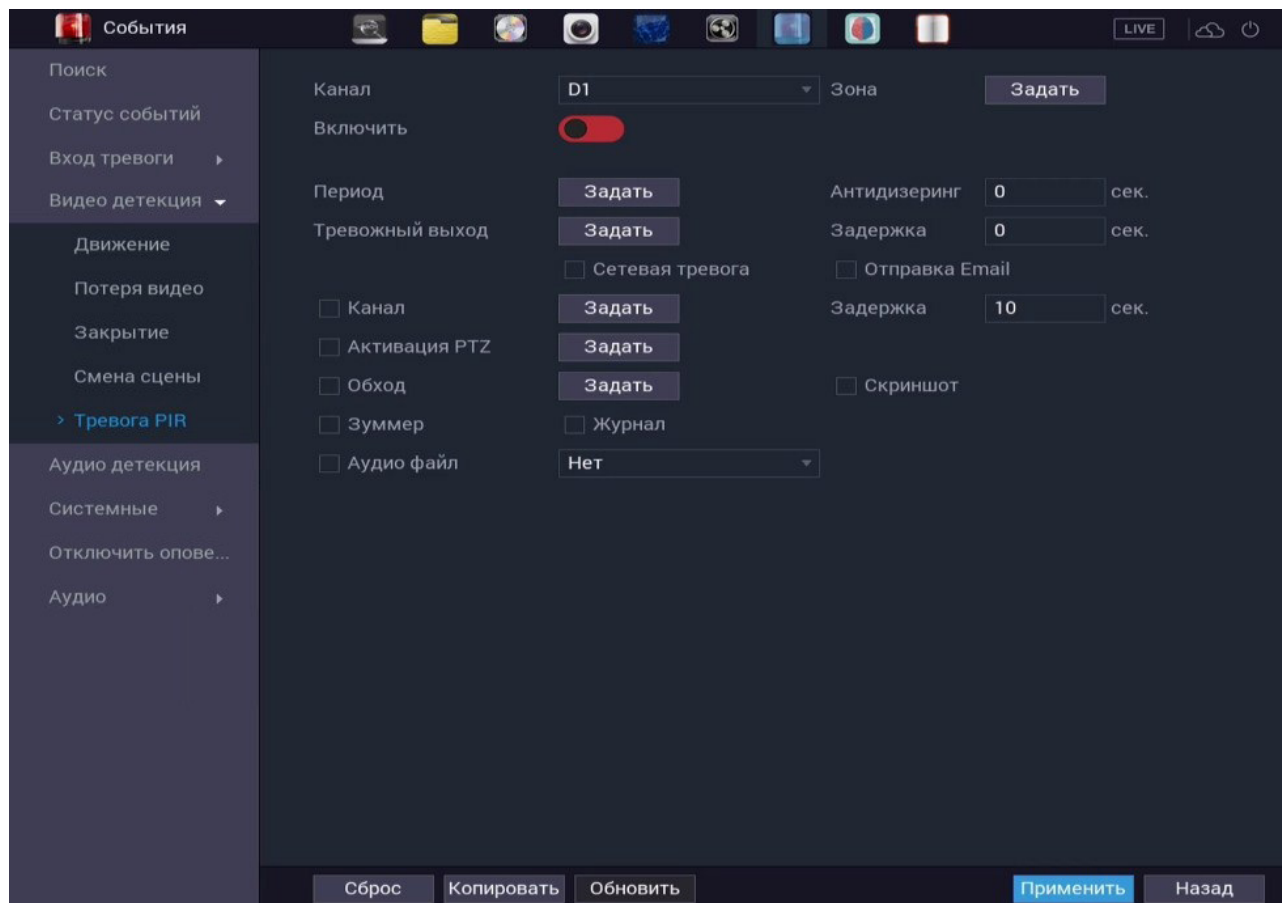 События
LIVE
Поиск
Статус событий
Вход тревоги
Видео детекция
Движение
Потеря видео
Закрытие
Смена сцены
> Тревога PIR
Аудио детекция
Системные
Отключить опове...
Аудио
Канал D1 Зона Задать
Включить
Период Задать Антидизеринг 0 сек.
Тревожный выход Задать Задержка 0 сек.
Сетевая тревога Отправка Email
Канал Задать Задержка 10 сек.
Активация PTZ Задать
Обход Задать Скриншот
Зуммер Журнал
Аудио файл Нет
Сброс Копировать Обновить Применить Назад